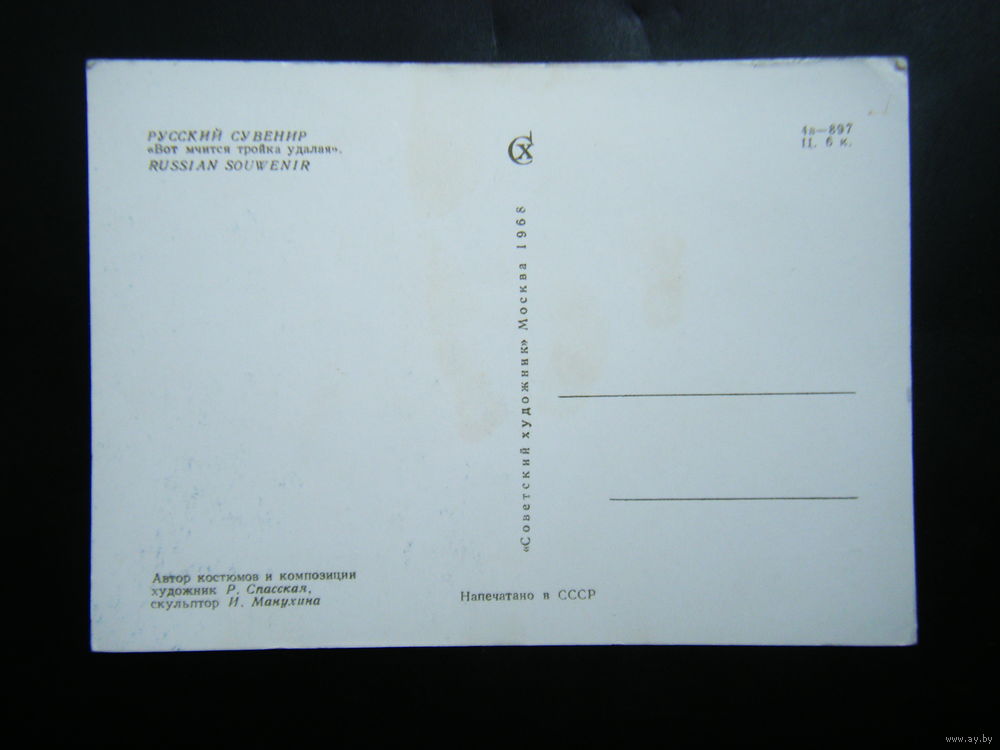 РУССКИЙ СУВЕНИР
«Вот мчится тройка удалая».
RUSSIAN SOUWENIR
СХ
4а—897
Ц. 6 к.
«Советский художник» Москва 1968
Автор костюмов и композиции
художник Р. Спасская,
скульптор И. Манухина
Напечатано в СССР
www.ay.by